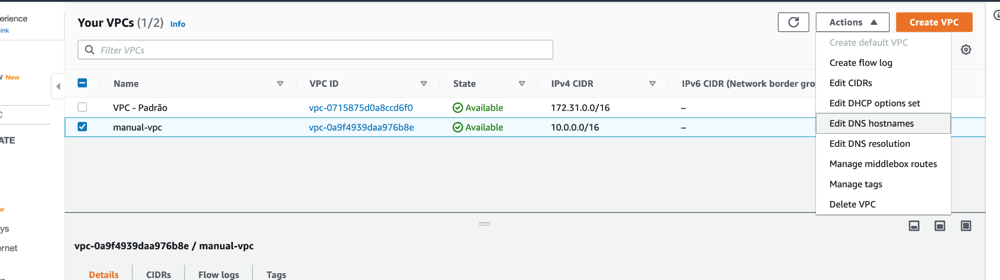 erience
ink
New
ATE
ys
ernet
Your VPCs (1/2) Info
Actions
Create VPC
Filter VPCs
Name VPC ID State IPv4 CIDR IPv6 CIDR (Network border gro
VPC - Padrão vpc-0715875d0a8ccd6f0 Available 172.31.0.0/16 –
manual-vpc vpc-0a9f4939daa976b8e Available 10.0.0.0/16 –
Create default VPC
Create flow log
Edit CIDRs
Edit DHCP options set
Edit DNS hostnames
Edit DNS resolution
Manage middlebox routes
Manage tags
Delete VPC
vpc-0a9f4939daa976b8e / manual-vpc
Details CIDRs Flow logs Tags